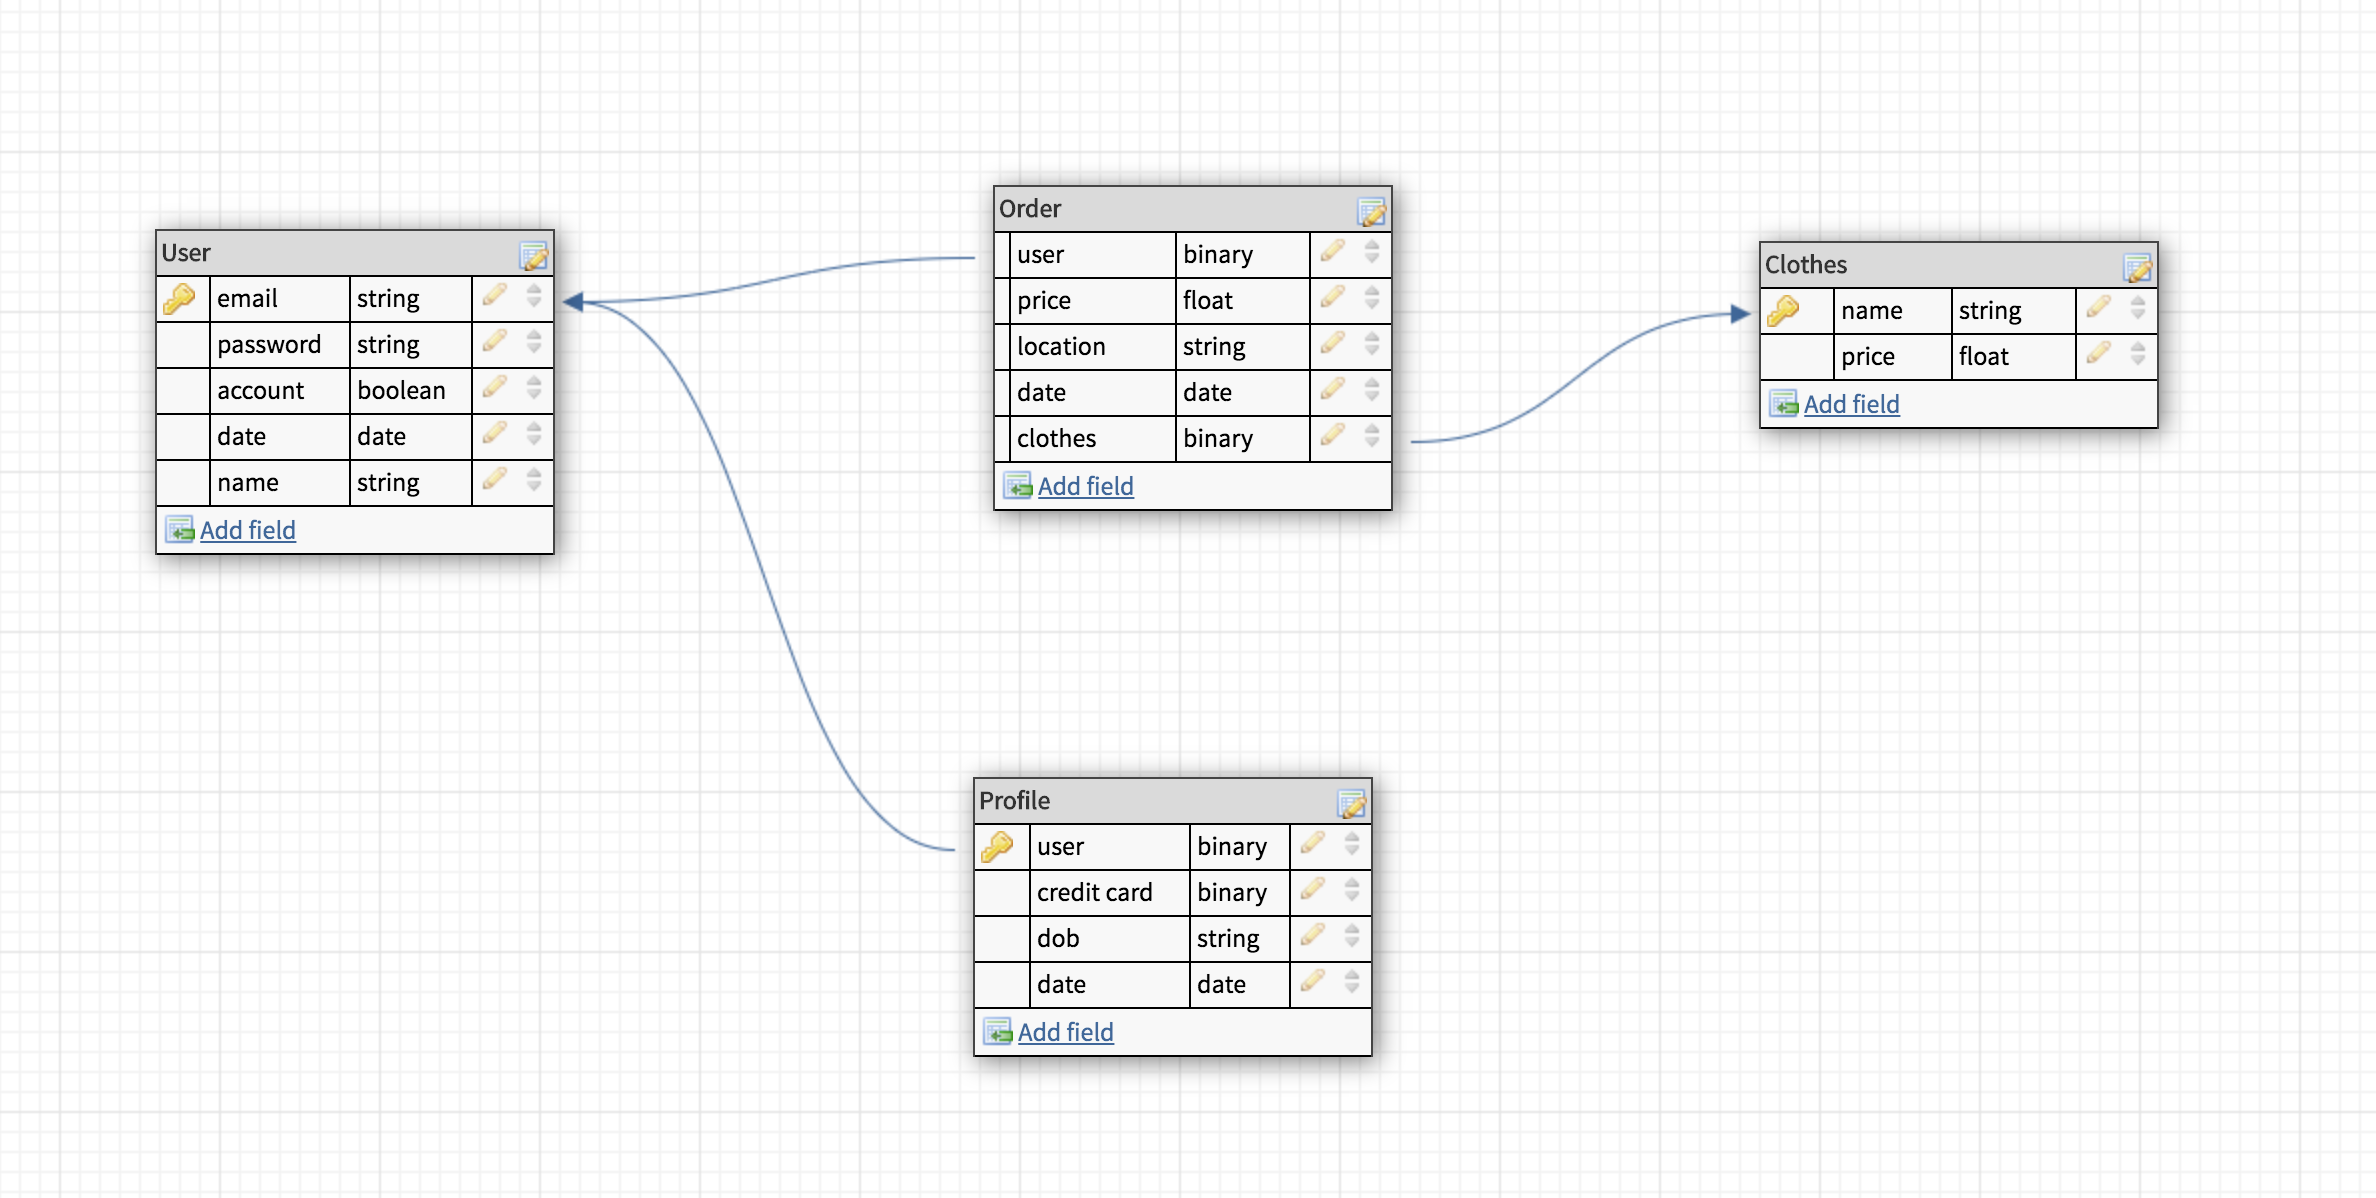 User
email string
password string
account boolean
date date
name string
Add field
Order
user binary
price float
location string
date date
clothes binary
Add field
Clothes
name string
price float
Add field
Profile
user binary
credit card binary
dob string
date date
Add field